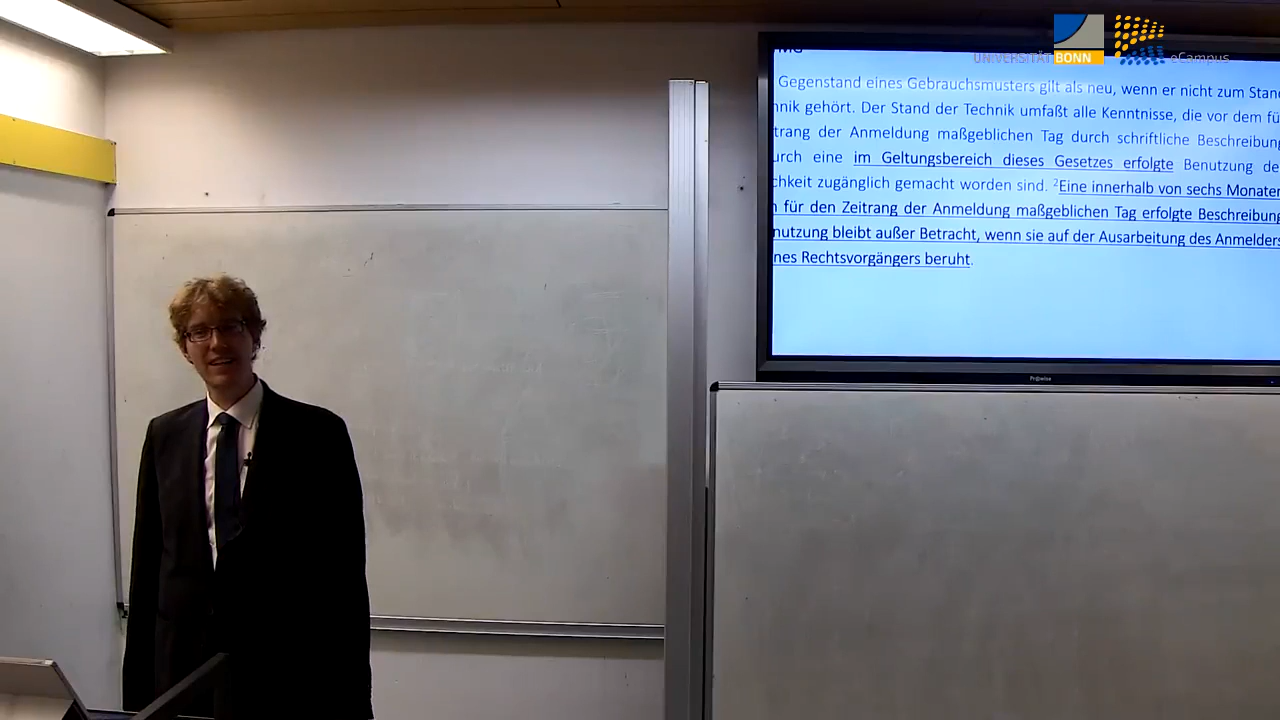 UNIVERSITÄT BONN
eCampus
Gegenstand eines Gebrauchsmusters gilt als neu, wenn er nicht zum Stand
hnik gehört. Der Stand der Technik umfaßt alle Kenntnisse, die vor dem fü
trang der Anmeldung maßgeblichen Tag durch schriftliche Beschreibung
urch eine im Geltungsbereich dieses Gesetzes erfolgte Benutzung de
chkeit zugänglich gemacht worden sind. ²Eine innerhalb von sechs Monaten
n für den Zeitrang der Anmeldung maßgeblichen Tag erfolgte Beschreibung
nutzung bleibt außer Betracht, wenn sie auf der Ausarbeitung des Anmelders
nes Rechtsvorgängers beruht.
Prowise